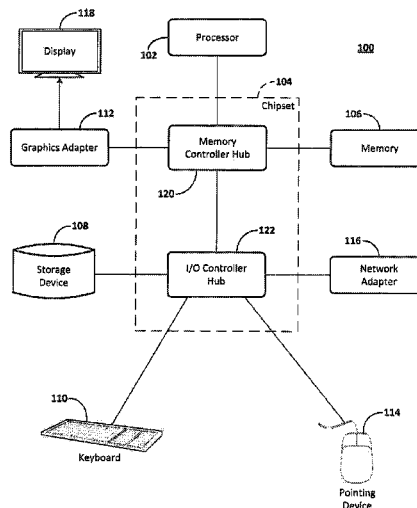 118
Display
Processor
102
100
104
Chipset
112
Graphics Adapter
Memory
Controller Hub
120
106
Memory
108
Storage
Device
122
I/O Controller
Hub
116
Network
Adapter
110
Keyboard
114
Pointing
Device